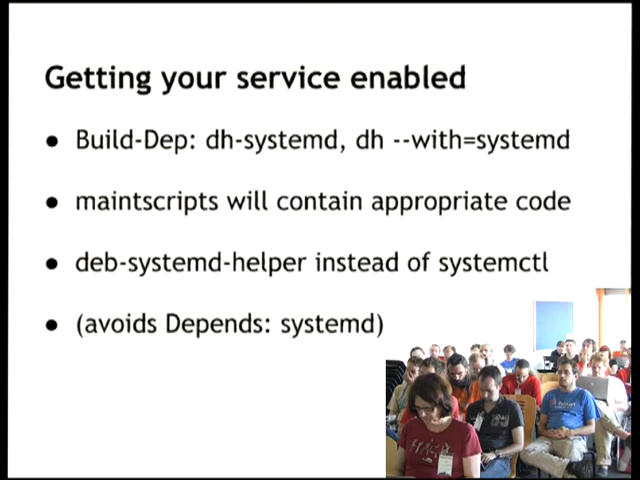 Getting your service enabled
● Build-Dep: dh-systemd, dh --with=systemd
● maintscripts will contain appropriate code
● deb-systemd-helper instead of systemctl
● (avoids Depends: systemd)